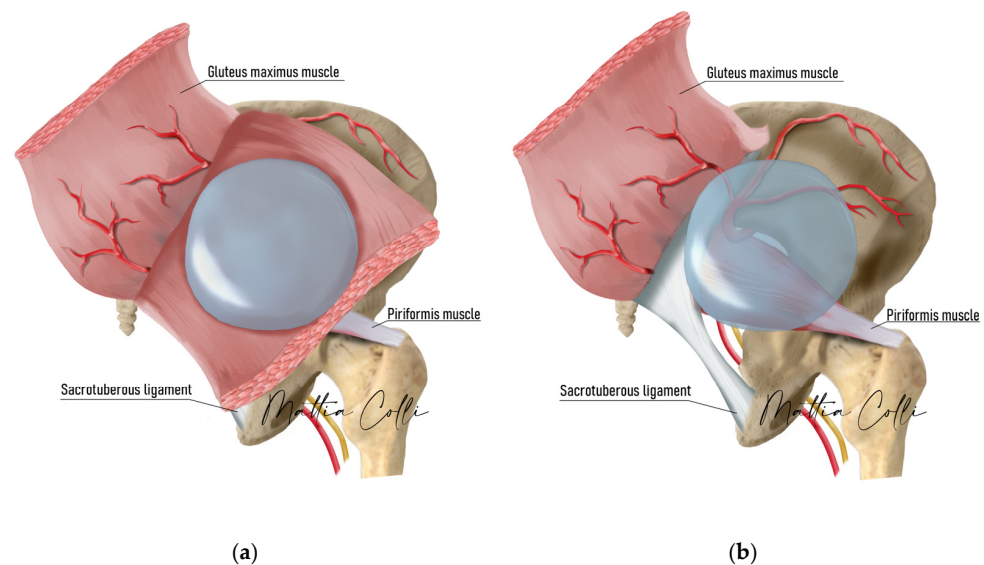 Gluteus maximus muscle
Piriformis muscle
Sacrotuberous ligament
Mattia Colli
(a)
Gluteus maximus muscle
Piriformis muscle
Sacrotuberous ligament
Mattia Colli
(b)